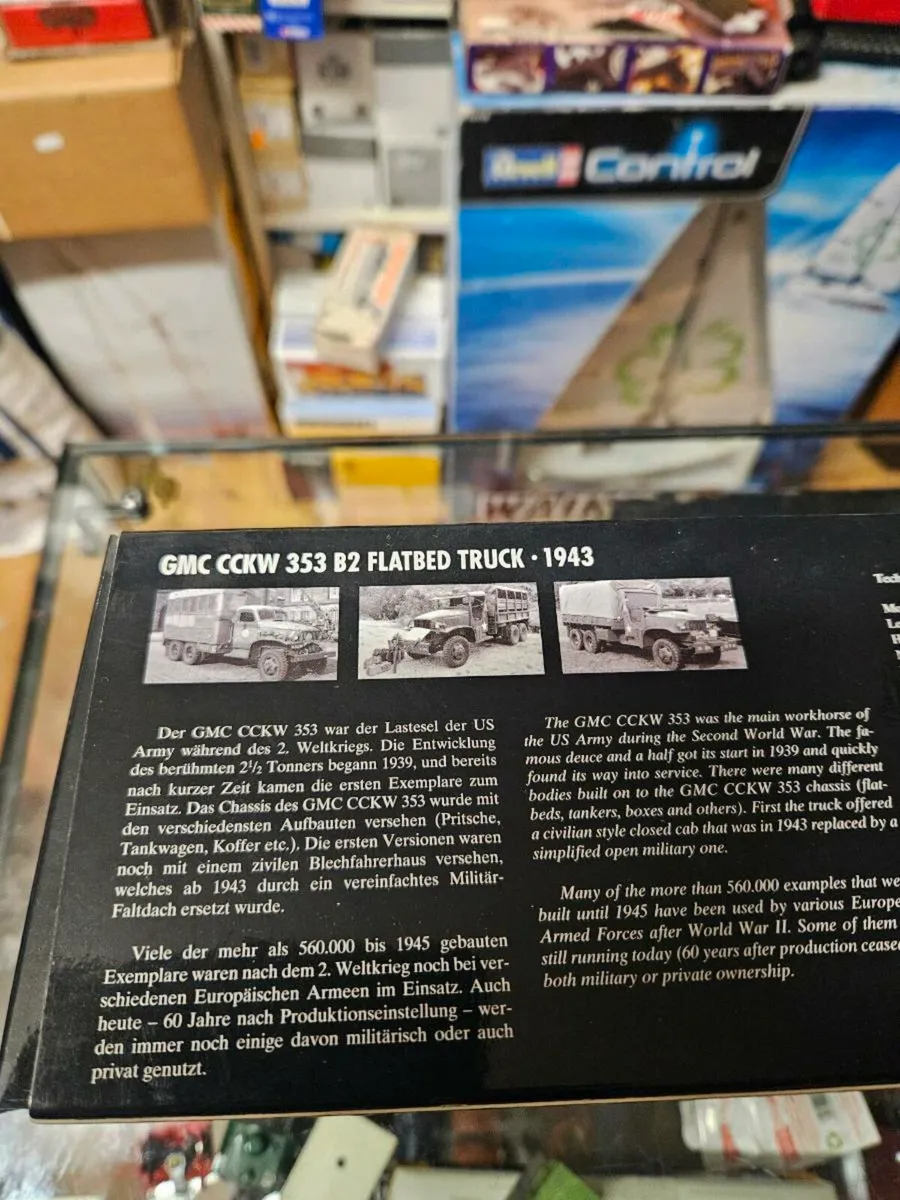 Revell Control
GMC CCKW 353 B2 FLATBED TRUCK · 1943
Der GMC CCKW 353 war der Lastesel der US
Army während des 2. Weltkriegs. Die Entwicklung
des berühmten 2½ Tonners begann 1939, und bereits
nach kurzer Zeit kamen die ersten Exemplare zum
Einsatz. Das Chassis des GMC CCKW 353 wurde mit
den verschiedensten Aufbauten versehen (Pritsche,
Tankwagen, Koffer etc.). Die ersten Versionen waren
noch mit einem zivilen Blechfahrerhaus versehen,
welches ab 1943 durch ein vereinfachtes Militär-
Faltdach ersetzt wurde.
Viele der mehr als 560.000 bis 1945 gebauten
Exemplare waren nach dem 2. Weltkrieg noch bei ver-
schiedenen Europäischen Armeen im Einsatz. Auch
heute – 60 Jahre nach Produktionseinstellung – wer-
den immer noch einige davon militärisch oder auch
privat genutzt.
The GMC CCKW 353 was the main workhorse of
the US Army during the Second World War. The fa-
mous deuce and a half got its start in 1939 and quickly
found its way into service. There were many different
bodies built on to the GMC CCKW 353 chassis (flat-
beds, tankers, boxes and others). First the truck offered
a civilian style closed cab that was in 1943 replaced by a
simplified open military one.
Many of the more than 560.000 examples that we
built until 1945 have been used by various Europe
Armed Forces after World War II. Some of them
still running today (60 years after production cease
both military or private ownership.
Tech